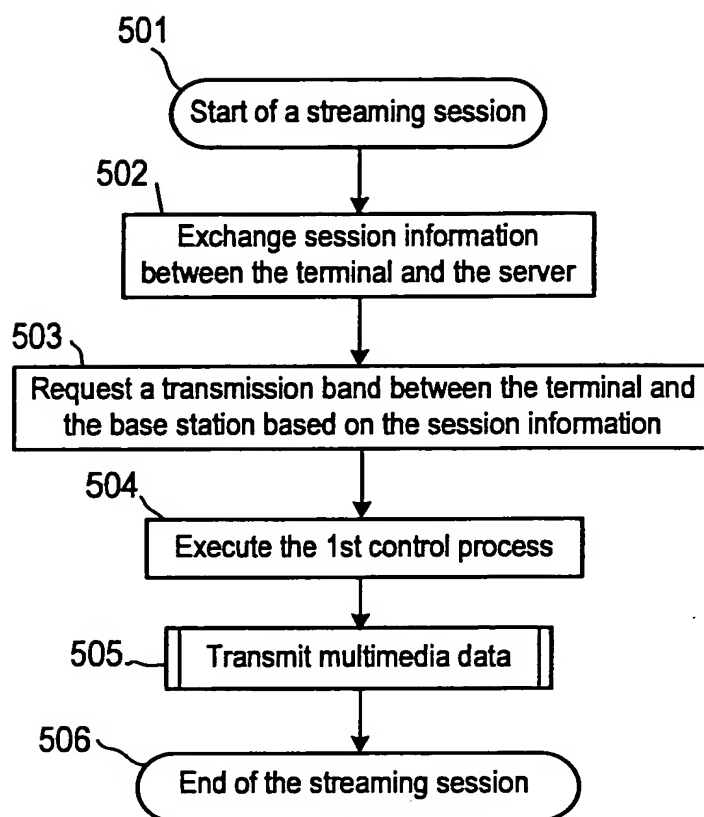 501
Start of a streaming session
502
Exchange session information
between the terminal and the server
503
Request a transmission band between the terminal and
the base station based on the session information
504
Execute the 1st control process
505
Transmit multimedia data
506
End of the streaming session